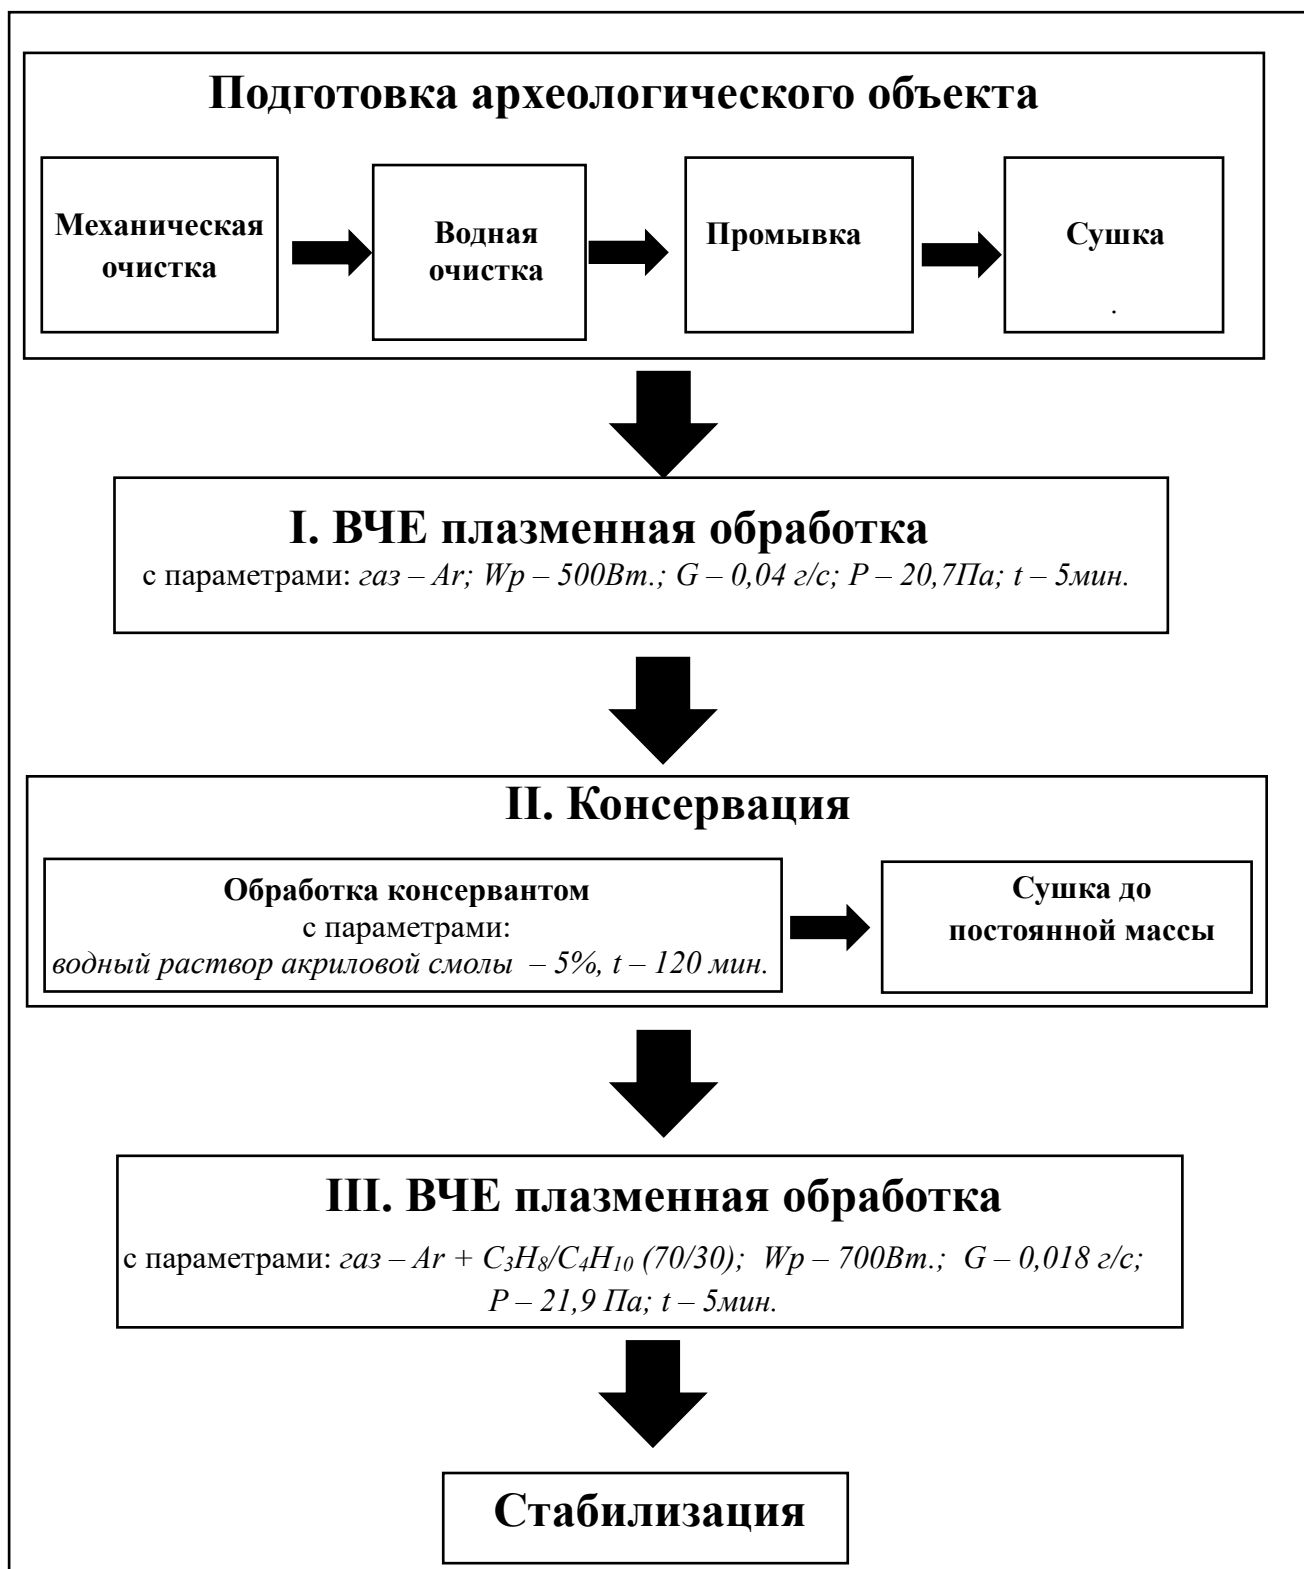 Подготовка археологического объекта
Механическая
очистка
Водная
очистка
Промывка
Сушка
.
I. ВЧЕ плазменная обработка
с параметрами: газ – Ar; Wp – 500Вт.; G – 0,04 г/с; P – 20,7Па; t – 5мин.
II. Консервация
Обработка консервантом
с параметрами:
водный раствор акриловой смолы – 5%, t – 120 мин.
Сушка до
постоянной массы
III. ВЧЕ плазменная обработка
с параметрами: газ – Ar + C₃H₈/C₄H₁₀ (70/30); Wp – 700Вт.; G – 0,018 г/с;
P – 21,9 Па; t – 5мин.
Стабилизация